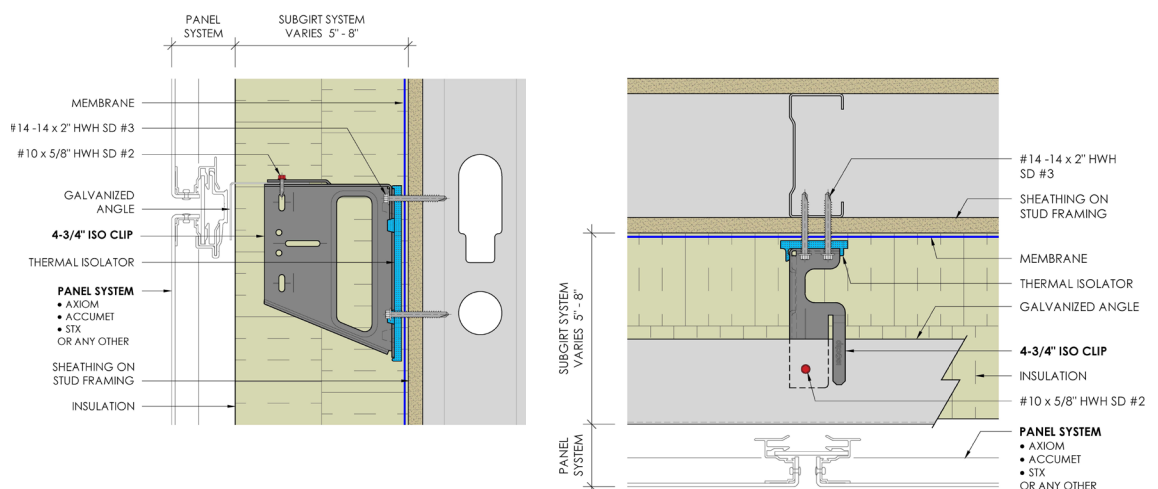 PANEL
SYSTEM
SUBGIRT SYSTEM
VARIES 5" - 8"
MEMBRANE
#14 -14 x 2" HWH SD #3
#10 x 5/8" HWH SD #2
GALVANIZED
ANGLE
4-3/4" ISO CLIP
THERMAL ISOLATOR
PANEL SYSTEM
• AXIOM
• ACCUMET
• STX
OR ANY OTHER
SHEATHING ON
STUD FRAMING
INSULATION
SUBGIRT SYSTEM
VARIES 5" - 8"
PANEL
SYSTEM
#14 -14 x 2" HWH
SD #3
SHEATHING ON
STUD FRAMING
MEMBRANE
THERMAL ISOLATOR
GALVANIZED ANGLE
4-3/4" ISO CLIP
INSULATION
#10 x 5/8" HWH SD #2
PANEL SYSTEM
• AXIOM
• ACCUMET
• STX
OR ANY OTHER